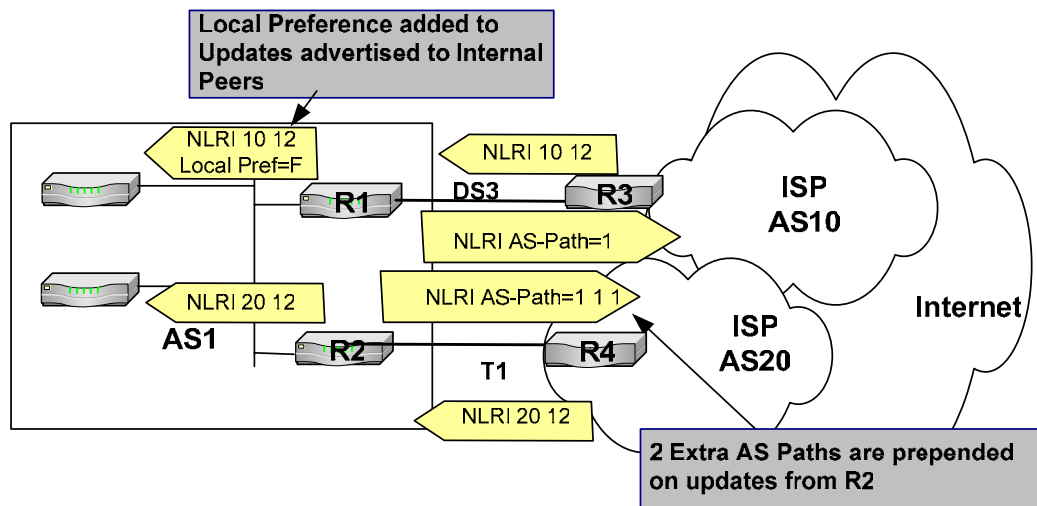 Local Preference added to
Updates advertised to Internal
Peers
NLRI 10 12
Local Pref=F
NLRI 10 12
R1
DS3
R3
ISP
AS10
NLRI AS-Path=1
NLRI AS-Path=1 1 1
NLRI 20 12
AS1
R2
T1
R4
ISP
AS20
Internet
NLRI 20 12
2 Extra AS Paths are prepended
on updates from R2